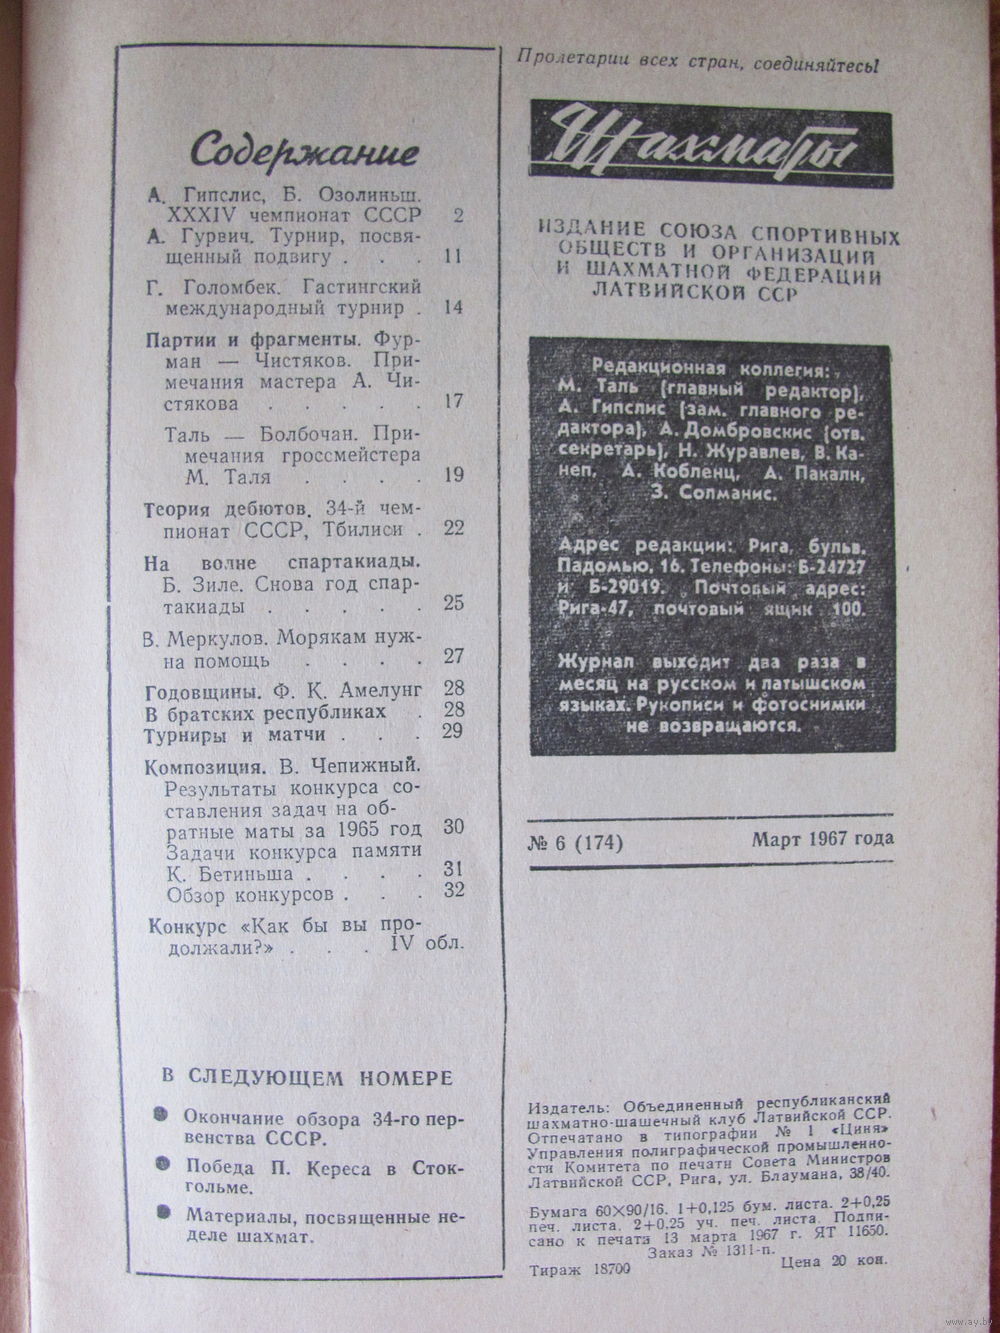 Содержание
А. Гипслис, Б. Озолиньш.
XXXIV чемпионат СССР 2
А. Гурвич. Турнир, посвя-
щенный подвигу . . . 11
Г. Голомбек. Гастингский
международный турнир . 14
Партии и фрагменты. Фур-
ман — Чистяков. При-
мечания мастера А. Чи-
стякова . . . . . 17
Таль — Болбочан. При-
мечания гроссмейстера
М. Таля . . . . 19
Теория дебютов. 34-й чем-
пионат СССР, Тбилиси . 22
На волне спартакиады.
Б. Зиле. Снова год спар-
такиады . . . . . 25
В. Меркулов. Морякам нуж-
на помощь . . . . 27
Годовщины. Ф. К. Амелунг 28
В братских республиках . 28
Турниры и матчи . . . 29
Композиция. В. Чепижный.
Результаты конкурса со-
ставления задач на об-
ратные маты за 1965 год 30
Задачи конкурса памяти
К. Бетиньша . . . . 31
Обзор конкурсов . . . 32
Конкурс «Как бы вы про-
должали?» . . . IV обл.
В СЛЕДУЮЩЕМ НОМЕРЕ
● Окончание обзора 34-го пер-
венства СССР.
● Победа П. Кереса в Сток-
гольме.
● Материалы, посвященные не-
деле шахмат.
Пролетарии всех стран, соединяйтесь!
Шахматы
ИЗДАНИЕ СОЮЗА СПОРТИВНЫХ
ОБЩЕСТВ И ОРГАНИЗАЦИЙ
И ШАХМАТНОЙ ФЕДЕРАЦИИ
ЛАТВИЙСКОЙ ССР
Редакционная коллегия:
М. Таль (главный редактор),
А. Гипслис (зам. главного ре-
дактора), А. Домбровскис (отв.
секретарь), Н. Журавлев, В. Ка-
неп, А. Кобленц, А. Пакалн,
З. Солманис.
Адрес редакции: Рига, бульв.
Падомью, 16. Телефоны: Б-24727
и Б-29019. Почтовый адрес:
Рига-47, почтовый ящик 100.
Журнал выходит два раза в
месяц на русском и латышском
языках. Рукописи и фотоснимки
не возвращаются.
№ 6 (174) Март 1967 года
Издатель: Объединенный республиканский
шахматно-шашечный клуб Латвийской ССР.
Отпечатано в типографии № 1 «Циня»
Управления полиграфической промышленно-
сти Комитета по печати Совета Министров
Латвийской ССР, Рига, ул. Блаумана, 38/40.
Бумага 60×90/16. 1+0,125 бум. листа. 2+0,25
печ. листа. 2+0.25 уч. печ. листа. Подпи-
сано к печати 13 марта 1967 г. ЯТ 11650.
Заказ № 1311-п.
Тираж 18700 Цена 20 коп.
www.ay.by